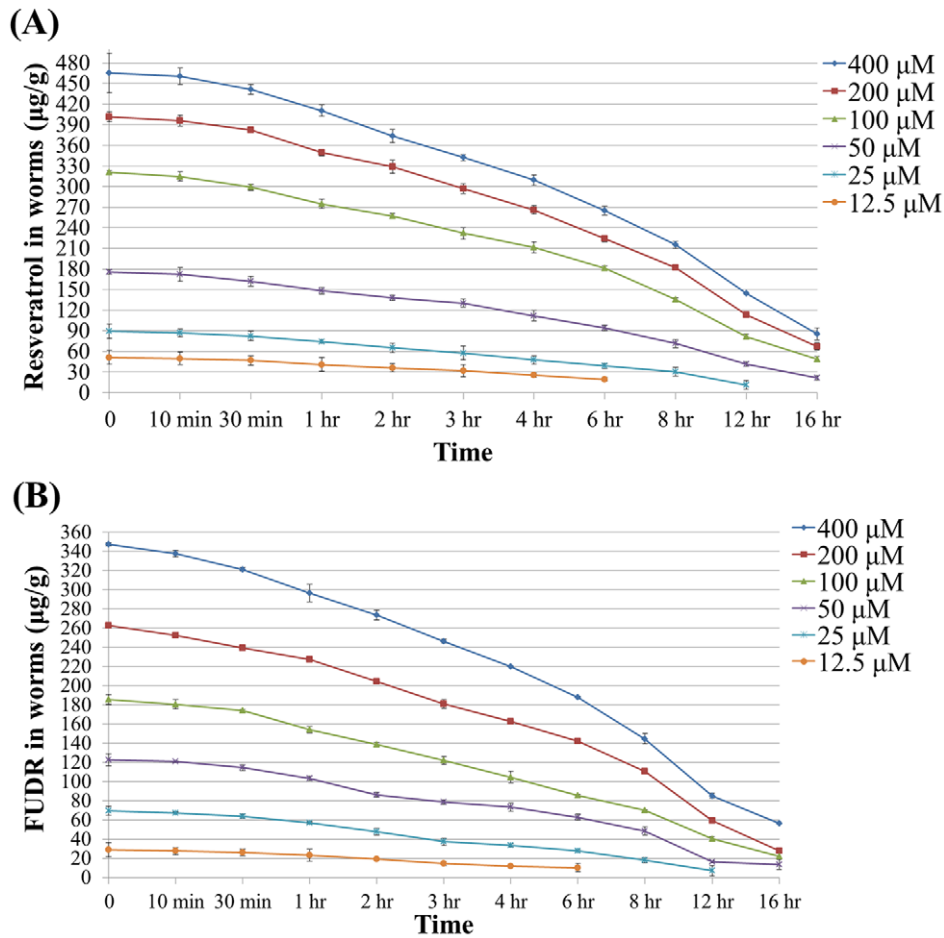 (A)
Resveratrol in worms (µg/g)
480
450
420
390
360
330
300
270
240
210
180
150
120
90
60
30
0
0 10 min 30 min 1 hr 2 hr 3 hr 4 hr 6 hr 8 hr 12 hr 16 hr
Time
400 µM
200 µM
100 µM
50 µM
25 µM
12.5 µM
(B)
FUDR in worms (µg/g)
360
340
320
300
280
260
240
220
200
180
160
140
120
100
80
60
40
20
0
0 10 min 30 min 1 hr 2 hr 3 hr 4 hr 6 hr 8 hr 12 hr 16 hr
Time
400 µM
200 µM
100 µM
50 µM
25 µM
12.5 µM